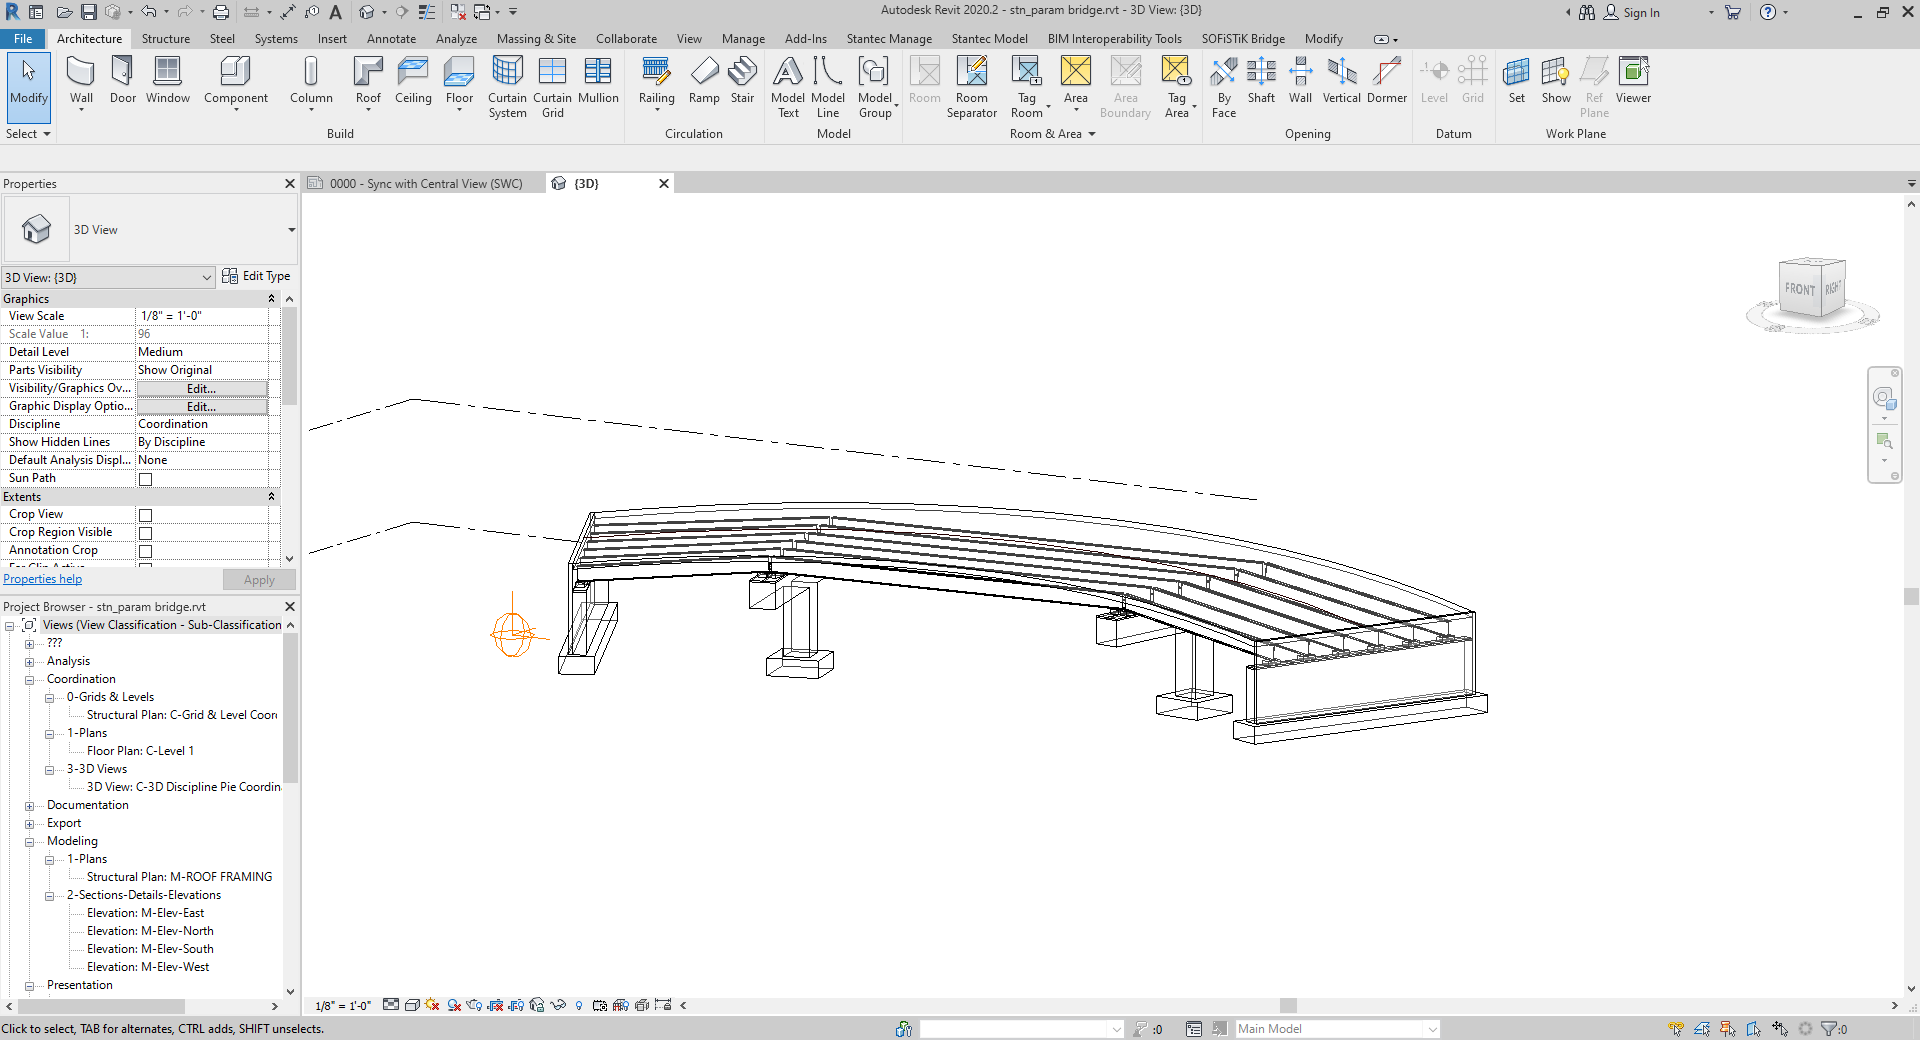 Autodesk Revit 2020.2 - stn_param bridge.rvt - 3D View: {3D}
Sign In
File Architecture Structure Steel Systems Insert Annotate Analyze Massing & Site Collaborate View Manage Add-Ins Stantec Manage Stantec Model BIM Interoperability Tools SOFiSTiK Bridge Modify
Modify Wall Door Window Component Column Roof Ceiling Floor Curtain System Curtain Grid Mullion Railing Ramp Stair Model Text Model Line Model Group Room Room Separator Tag Room Area Area Boundary Tag Area By Face Shaft Wall Vertical Dormer Level Grid Set Show Ref Plane Viewer
Select Build Circulation Model Room & Area Opening Datum Work Plane
Properties
0000 - Sync with Central View (SWC)
{3D}
3D View
3D View: {3D}
Edit Type
Graphics
View Scale 1/8" = 1'-0"
Scale Value 1: 96
Detail Level Medium
Parts Visibility Show Original
Visibility/Graphics Ov... Edit...
Graphic Display Optio... Edit...
Discipline Coordination
Show Hidden Lines By Discipline
Default Analysis Displ... None
Sun Path
Extents
Crop View
Crop Region Visible
Annotation Crop
Properties help
Apply
FRONT RIGHT
Project Browser - stn_param bridge.rvt
Views (View Classification - Sub-Classification
???
Analysis
Coordination
0-Grids & Levels
Structural Plan: C-Grid & Level Coor
1-Plans
Floor Plan: C-Level 1
3-3D Views
3D View: C-3D Discipline Pie Coordin
Documentation
Export
Modeling
1-Plans
Structural Plan: M-ROOF FRAMING
2-Sections-Details-Elevations
Elevation: M-Elev-East
Elevation: M-Elev-North
Elevation: M-Elev-South
Elevation: M-Elev-West
Presentation
1/8" = 1'-0"
Click to select, TAB for alternates, CTRL adds, SHIFT unselects.
:0
Main Model
:0